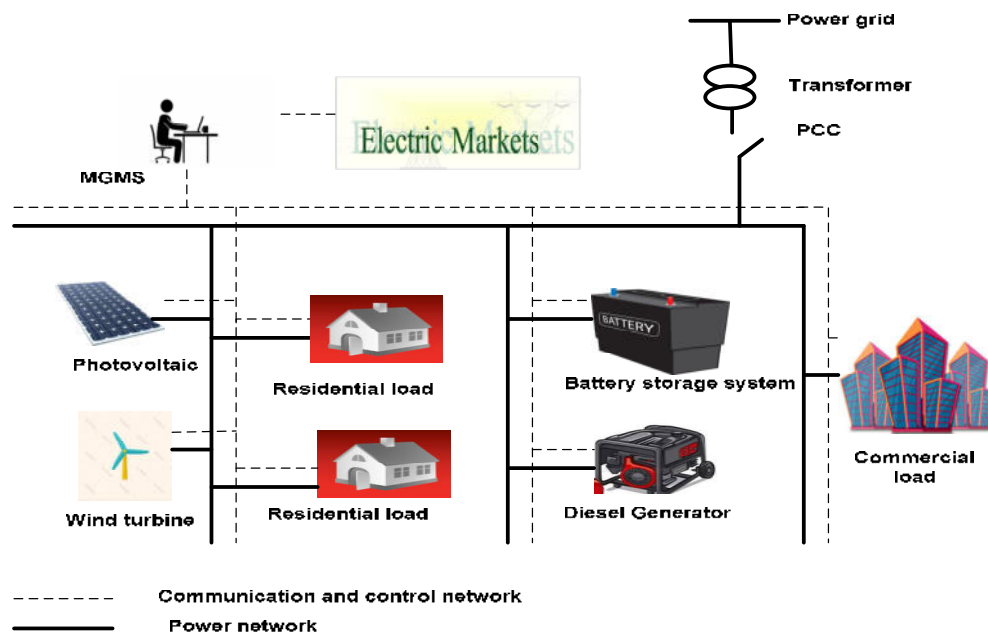 Power grid
Transformer
PCC
Electric Markets
MGMS
BATTERY
Photovoltaic
Residential load
Battery storage system
Wind turbine
Residential load
Diesel Generator
Commercial
load
Communication and control network
Power network